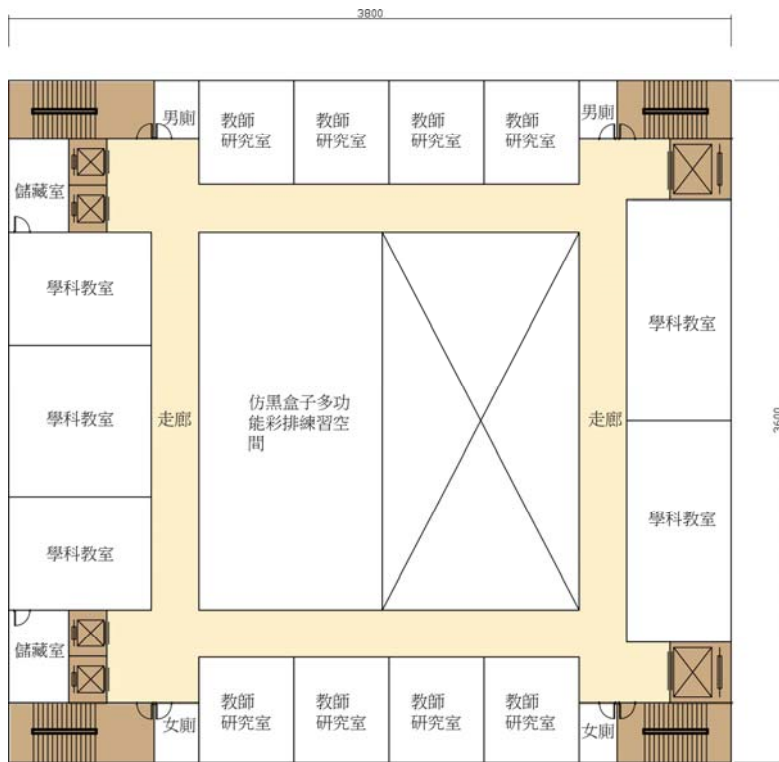 3800
男廁
教師
研究室
教師
研究室
教師
研究室
教師
研究室
男廁
儲藏室
學科教室
學科教室
學科教室
走廊
仿黑盒子多功
能彩排練習空
間
走廊
學科教室
學科教室
3600
儲藏室
女廁
教師
研究室
教師
研究室
教師
研究室
教師
研究室
女廁